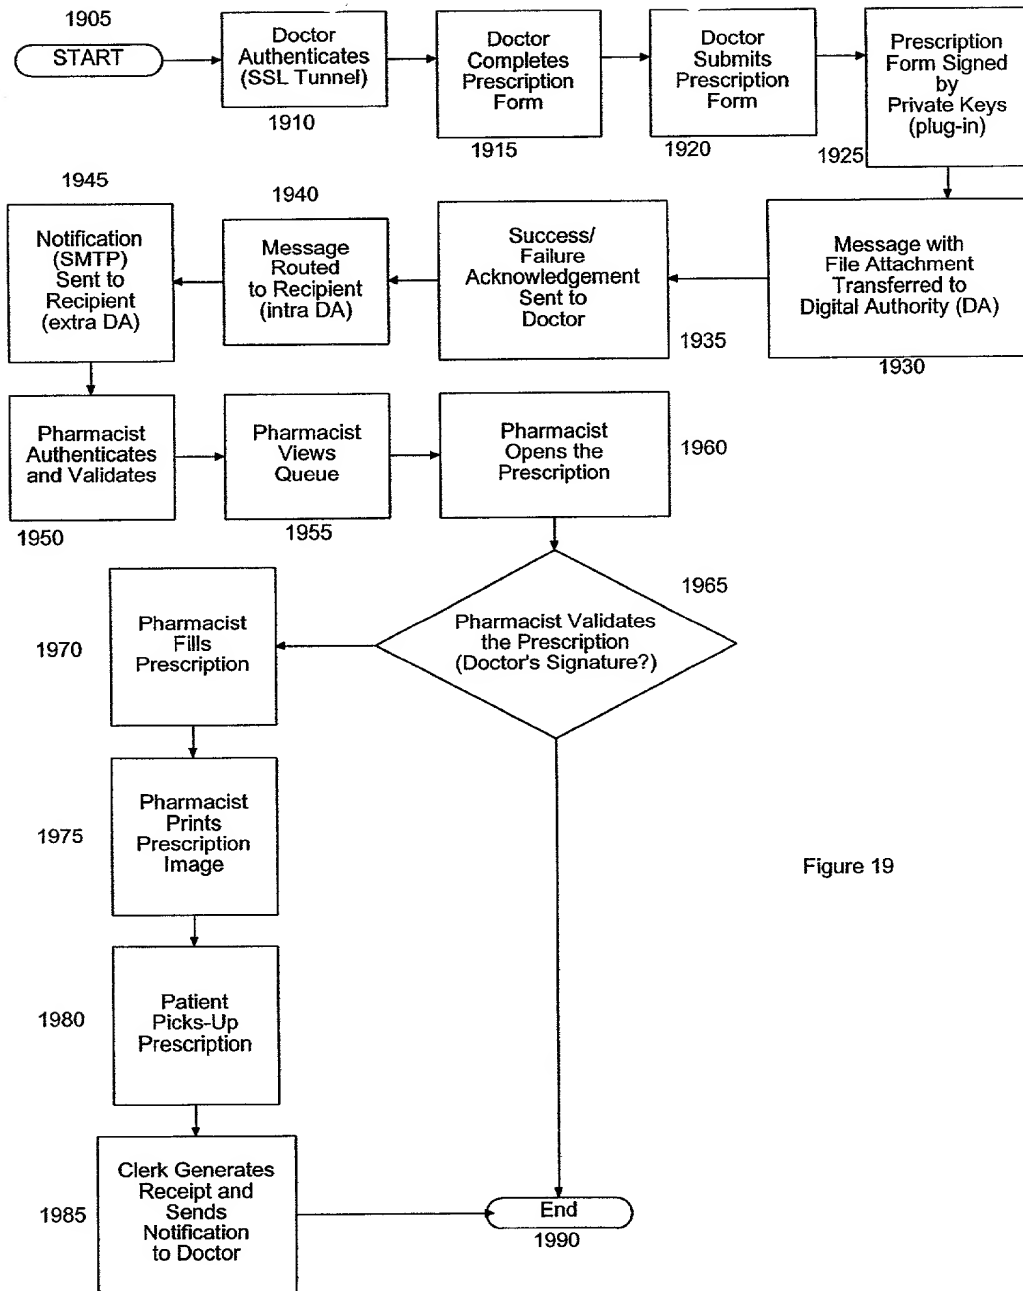 1905
START
Doctor
Authenticates
(SSL Tunnel)
1910
Doctor
Completes
Prescription
Form
1915
Doctor
Submits
Prescription
Form
1920
Prescription
Form Signed
by
Private Keys
(plug-in)
1925
Message with
File Attachment
Transferred to
Digital Authority (DA)
1930
Success/
Failure
Acknowledgement
Sent to
Doctor
1935
1940
Message
Routed
to Recipient
(intra DA)
1945
Notification
(SMTP)
Sent to
Recipient
(extra DA)
Pharmacist
Authenticates
and Validates
1950
Pharmacist
Views
Queue
1955
Pharmacist
Opens the
Prescription
1960
1965
Pharmacist Validates
the Prescription
(Doctor's Signature?)
1970
Pharmacist
Fills
Prescription
1975
Pharmacist
Prints
Prescription
Image
1980
Patient
Picks-Up
Prescription
1985
Clerk Generates
Receipt and
Sends
Notification
to Doctor
End
1990
Figure 19